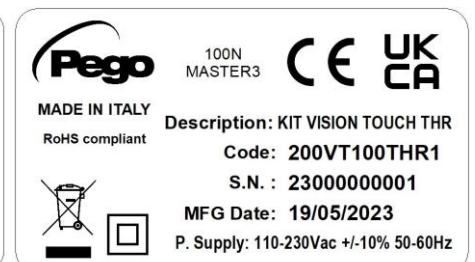 Pego
100N
MASTER3
CE
UK
CA
MADE IN ITALY
RoHS compliant
Description: KIT VISION TOUCH THR
Code: 200VT100THR1
S.N. : 23000000001
MFG Date: 19/05/2023
P. Supply: 110-230Vac +/-10% 50-60Hz